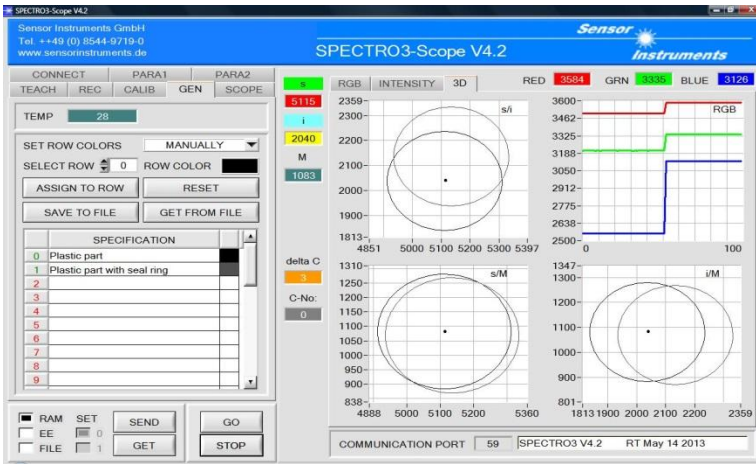 SPECTRO3-Scope V4.2
Sensor Instruments GmbH
Tel. ++49 (0) 8544-9719-0
www.sensorinstruments.de
SPECTRO3-Scope V4.2
Sensor
Instruments
CONNECT PARA1 PARA2
TEACH REC CALIB GEN SCOPE
TEMP 28
SET ROW COLORS MANUALLY
SELECT ROW 0 ROW COLOR
ASSIGN TO ROW RESET
SAVE TO FILE GET FROM FILE
SPECIFICATION
0 Plastic part
1 Plastic part with seal ring
2
3
4
5
6
7
8
9
RAM SET SEND GO
EE 0
FILE 1 GET STOP
s
5115
i
2040
M
1083
delta C
3
C-No:
0
RGB INTENSITY 3D RED 3584 GRN 3335 BLUE 3126
s/i
2359
2300
2200
2100
2000
1900
1813
4851 5000 5100 5200 5300 5397
RGB
3600
3462
3325
3188
3050
2912
2775
2638
2500
0 100
s/M
1310
1250
1200
1150
1100
1050
1000
950
900
838
4898 5000 5100 5200 5360
i/M
1347
1300
1200
1100
1000
900
801
1813 1900 2000 2100 2200 2359
COMMUNICATION PORT 59 SPECTRO3 V4.2 RT May 14 2013